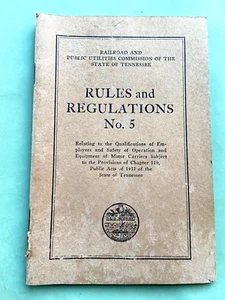 RAILROAD AND
PUBLIC UTILITIES COMMISSION OF THE
STATE OF TENNESSEE
RULES and
REGULATIONS
No. 5
Relating to the Qualifications of Em-
ployees and Safety of Operation and
Equipment of Motor Carriers Subject
to the Provisions of Chapter 119,
Public Acts of 1933 of the
State of Tennessee